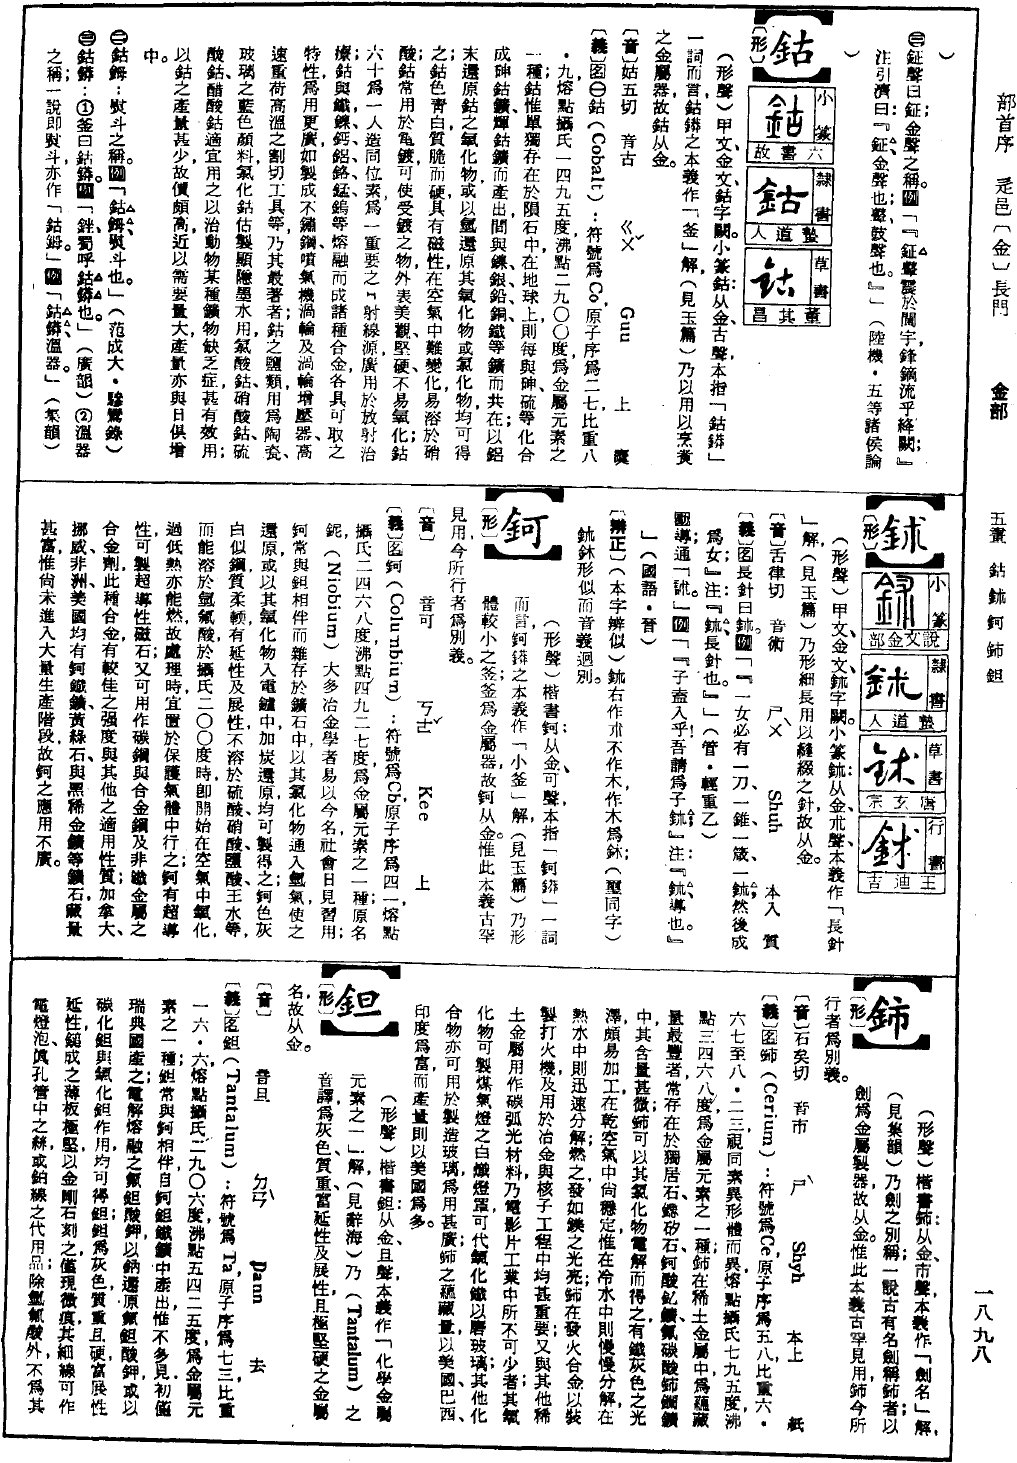 部首序 辵邑〔金〕長門 金部 五畫 鈷 鉥 鈳 鈰 鉭 一八九八
㊂鉦聲曰鉦金聲之稱。例「『鉦鼙震於閫宇鋒鏑流乎絳闕』
注引濟曰：『鉦金聲也；鼙鼓聲也。』」（陸機・五等諸侯論
）
鈷
小篆 六書故
隸書 人道墊
草書 董其昌
〔形〕
（形聲）甲文金文鈷字闕。小篆鈷：从金古聲，本指「鈷鉧」
一詞而言，鈷鉧之本義作「釜」解（見玉篇）乃以用以烹煑
之金屬器，故鈷从金。
〔音〕姑五切 音古 ㄍㄨˇ Guu 上 麌
〔義〕名㊀鈷（Cobalt）：符號爲Co，原子序爲二七，比重八
・九，熔點攝氏一四九五度，沸點二九〇〇度，爲金屬元素之
一種；鈷惟單獨存在於隕石中，在地球上則每與砷、硫等化合
成砷鈷鑛、輝鈷鑛而產出，間與鎳、銀、鉛、銅、鐵等鑛而共在；以鋁
末還原鈷之氧化物，或以氫還原其氧化物或氯化物均可得
之；鈷色靑白，質脆而硬，具有磁性，在空氣中難變化，易溶於硝
酸；鈷常用於電鍍，可使受鍍之物外表美觀，堅硬，不易氧化；鈷
六十爲一人造同位素，爲一重要之γ射線源，廣用於放射治
療；鈷與鐵、鎳、鈣、鋁、鉻、錳、鎢等熔融而成諸種合金，各具可取之
特性，爲用更廣，如製成不鏽鋼、噴氣機渦輪及渦輪增壓器、高
速重荷高溫之割切工具等，乃其最著者；鈷之鹽類用爲陶瓷、
玻璃之藍色顏料，氯化鈷估製顯隱墨水用，氯酸鈷、硝酸鈷、硫
酸鈷、醋酸鈷適宜用之以治動物某種鑛物缺乏症，甚有效用；
以鈷之產量甚少，故價頗高，近以需要量大，產量亦與日俱增
中。
㊁鈷鉧：熨斗之稱。例「鈷鉧，熨斗也。」（范成大・驂鸞錄）
㊂鈷鉧：①釜曰鈷鉧。例「鉡，蜀呼鈷鉧也。」（廣韻）②溫器
之稱；一說即熨斗，亦作「鈷鉧」。例「鈷鉧，溫器。」（集韻）
鉥
小篆 說文金部
隸書 人道墊
草書 唐玄宗
行書 王迪吉
〔形〕
（形聲）甲文金文鉥字闕。小篆鉥：从金朮聲，本義作「長針
」解（見玉篇）乃形細長用以縫綴之針，故从金。
〔音〕舌律切 音術 ㄕㄨˋ Shuh 本入 質
〔義〕名長針曰鉥。例「『一女必有一刀、一錐、一箴、一鉥，然後成
爲女。』注：『鉥，長針也。』」（管・輕重乙）
動導；通「訹」。例「『子盍入乎？吾請爲子鉥。』注：『鉥，導也。』
」（國語・晉）
〔辨正〕（本字辨似）鉥右作朮不作木，作木爲鉌；（璽同字）
鉥鉌形似而音義迥別。
鈳
〔形〕
（形聲）楷書鈳：从金、可聲，本指「鈳鉧」一詞
而言，鈳鉧之本義作「小釜」解（見玉篇）乃形
體較小之釜，釜爲金屬器，故鈳从金。惟此本義古罕
見用，今所行者爲別義。
〔音〕 音可 ㄎㄜˇ Kee 上
〔義〕名鈳（Columbium）：符號爲Cb，原子序爲四一，熔點
攝氏二四六八度，沸點四九二七度，爲金屬元素之一種；原名
鈮（Niobium）大多冶金學者易以今名，社會日見習用；
鈳常與鉭相伴而雜存於鑛石中，以其氯化物通入氫氣使之
還原，或以其氧化物入電鑪中加炭還原，均可製得之；鈳色灰
白，似鋼，質柔輭，有延性及展性，不溶於硫酸、硝酸、鹽酸、王水等，
而能溶於氫氟酸，於攝氏二〇〇度時即開始在空氣中氧化，
過低熱亦能燃，故處理時宜置於保護氣體中行之；鈳有超導
性，可製超導性磁石，又可用作碳鋼與合金鋼及非鐵金屬之
合金劑，此種合金有較佳之强度與其他之適用性質；加拿大、
挪威、非洲、美國均有鈳鐵鑛、黃綠石與黑稀金鑛等鑛石，藏量
甚富，惟尙未進入大量生產階段，故鈳之應用不廣。
鈰
〔形〕
（形聲）楷書鈰：从金、市聲，本義作「劍名」解，
（見集韻）乃劍之別稱；一說古有名劍稱鈰者，以
劍爲金屬製器，故从金。惟此本義古罕見用，鈰今所
行者爲別義。
〔音〕石矣切 音市 ㄕˋ Shyh 本上 紙
〔義〕名鈰（Cerium）：符號爲Ce，原子序爲五八，比重六・
六七至八・二三，視同素異形體而異，熔點攝氏七九五度，沸
點三四六八度，爲金屬元素之一種；鈰在稀土金屬中爲蘊藏
量最豐者，常存在於獨居石、鐌矽石、鈳酸釔鑛、氟碳酸鈰鑭鑛
中，其含量甚微；鈰可以其氯化物電解而得之，有鐵灰色之光
澤，頗易加工，在乾空氣中尙穩定，惟在冷水中則慢慢分解，在
熱水中則迅速分解，燃之發如鎂之光亮；鈰在發火合金以裝
製打火機及用於冶金與核子工程中均甚重要，又與其他稀
土金屬用作碳弧光材料，乃電影片工業中所不可少者；其氧
化物可製煤氣燈之白熾燈罩，可代氧化鐵以磨玻璃；其他化
合物亦可用於製造玻璃，爲用甚廣；鈰之蘊藏量以美國、巴西、
印度爲富，而產量則以美國爲多。
鉭
〔形〕
（形聲）楷書鉭：从金、旦聲，本義作「化學金屬
元素之一」解（見辭海）乃（Tantalum）之
音譯，爲灰色，質重，富延性及展性，且極堅硬之金屬
名，故从金。
〔音〕 音旦 ㄉㄢˋ Dann 去
〔義〕名鉭（Tantalum）：符號爲Ta，原子序爲七三，比重
一六・六，熔點攝氏二九〇六度，沸點五四二五度，爲金屬元
素之一種；鉭常與鈳相伴，自鈳鉭鐵鑛中產出，惟不多見，初僅
瑞典國產之；電解熔融之氟鉭酸鉀，以鈉還原氟鉭酸鉀，或以
碳化鉭與氧化鉭作用，均可得鉭；鉭爲灰色，質重且硬，富展性
延性，鎚成之薄板極堅，以金剛石刻之，僅現微痕，其細線可作
電燈泡、眞孔管中之絲，或鉑線之代用品；除氫氟酸外，不爲其